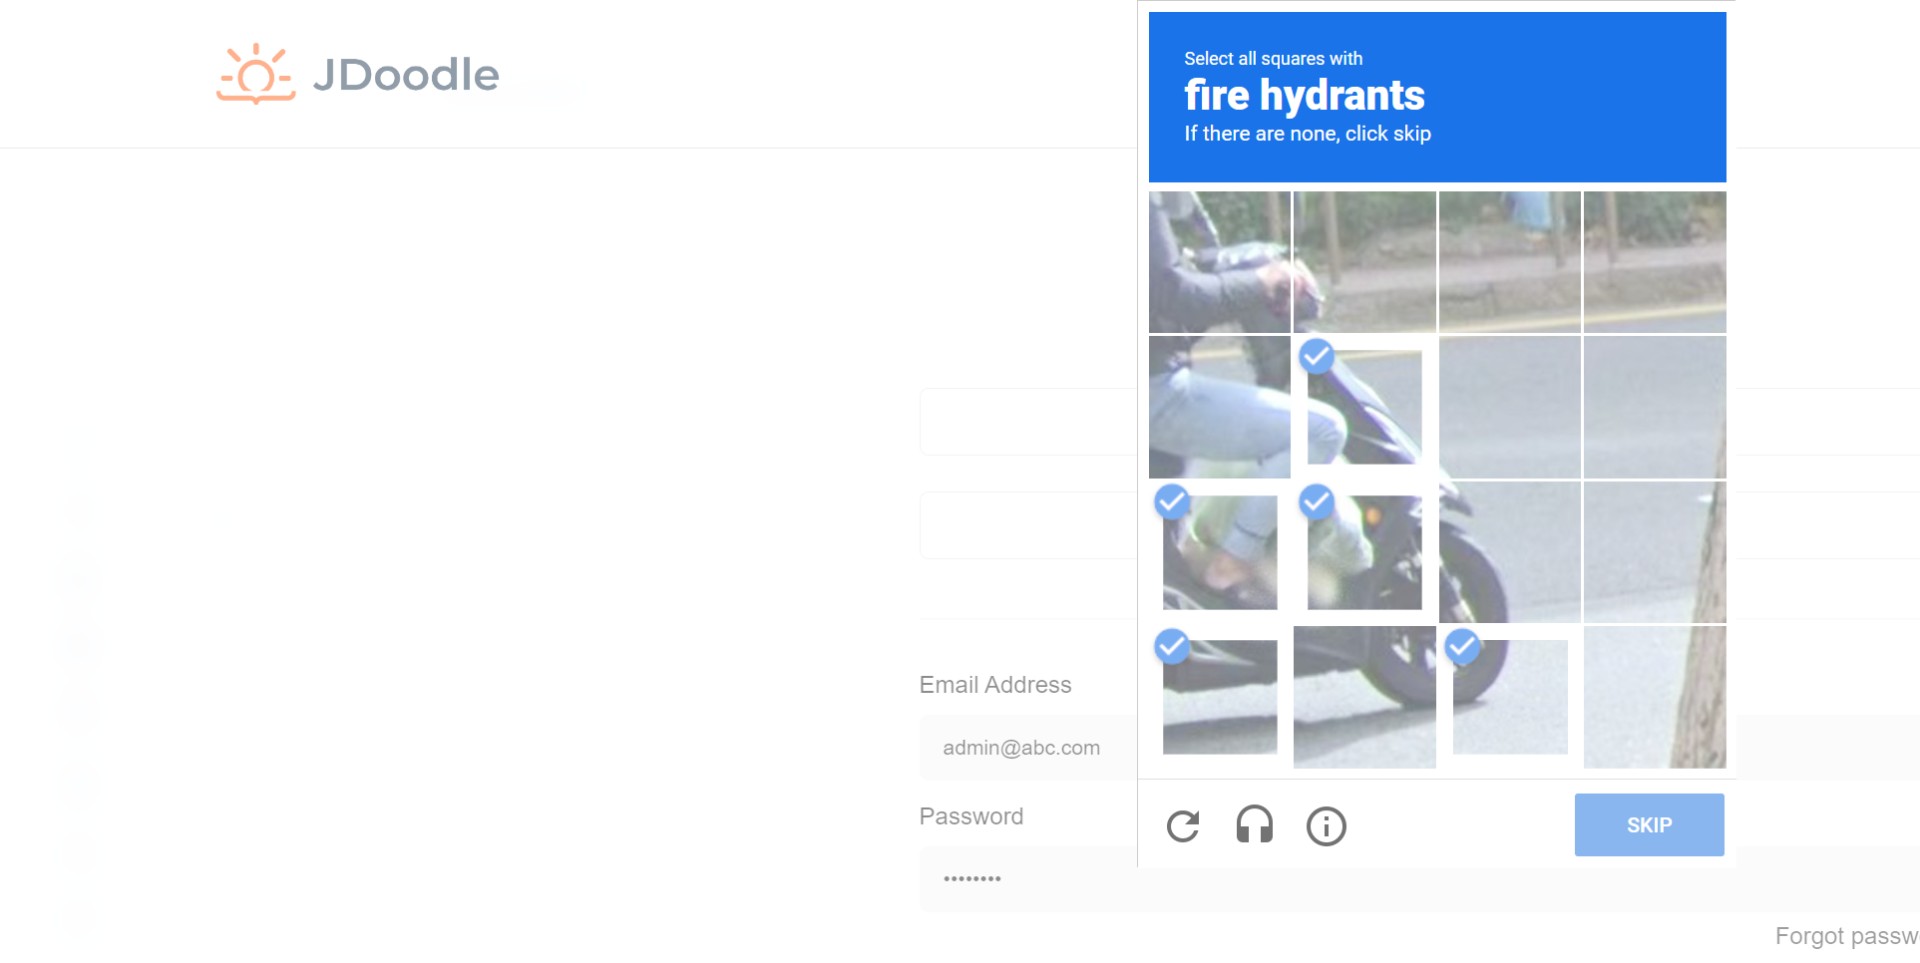 JDoodle
Select all squares with
fire hydrants
If there are none, click skip
Email Address
admin@abc.com
Password
••••••••
SKIP
Forgot passw